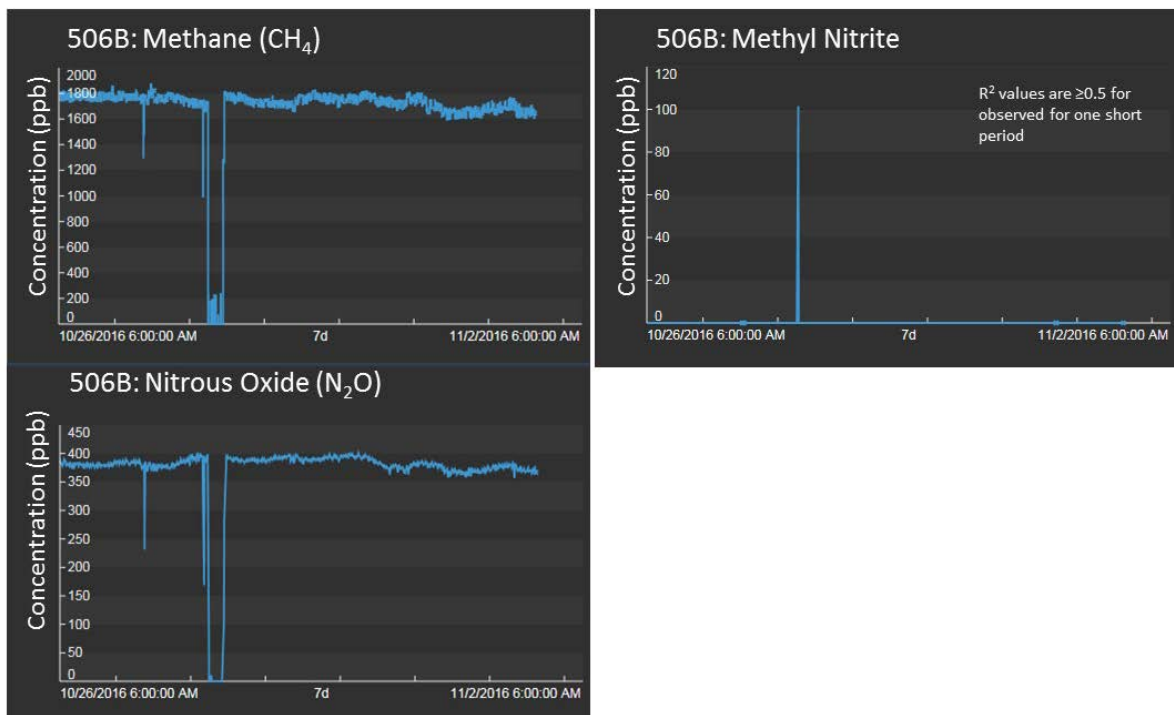 506B: Methane (CH₄)
Concentration (ppb)
2000
1800
1600
1400
1200
1000
800
600
400
200
0
10/26/2016 6:00:00 AM
7d
11/2/2016 6:00:00 AM
506B: Methyl Nitrite
Concentration (ppb)
120
100
80
60
40
20
0
R² values are ≥0.5 for
observed for one short
period
10/26/2016 6:00:00 AM
7d
11/2/2016 6:00:00 AM
506B: Nitrous Oxide (N₂O)
Concentration (ppb)
450
400
350
300
250
200
150
100
50
0
10/26/2016 6:00:00 AM
7d
11/2/2016 6:00:00 AM